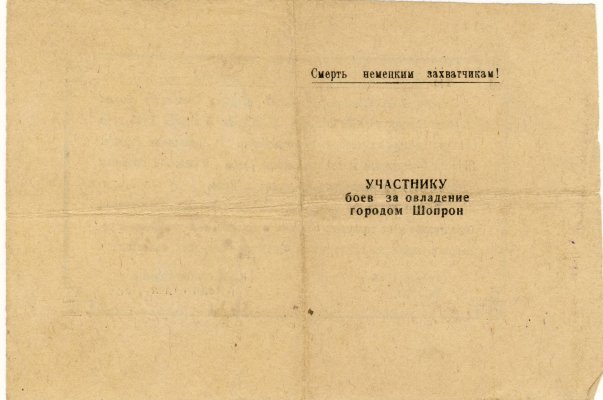 Смерть немецким захватчикам!
УЧАСТНИКУ
боев за овладение
городом Шопрон